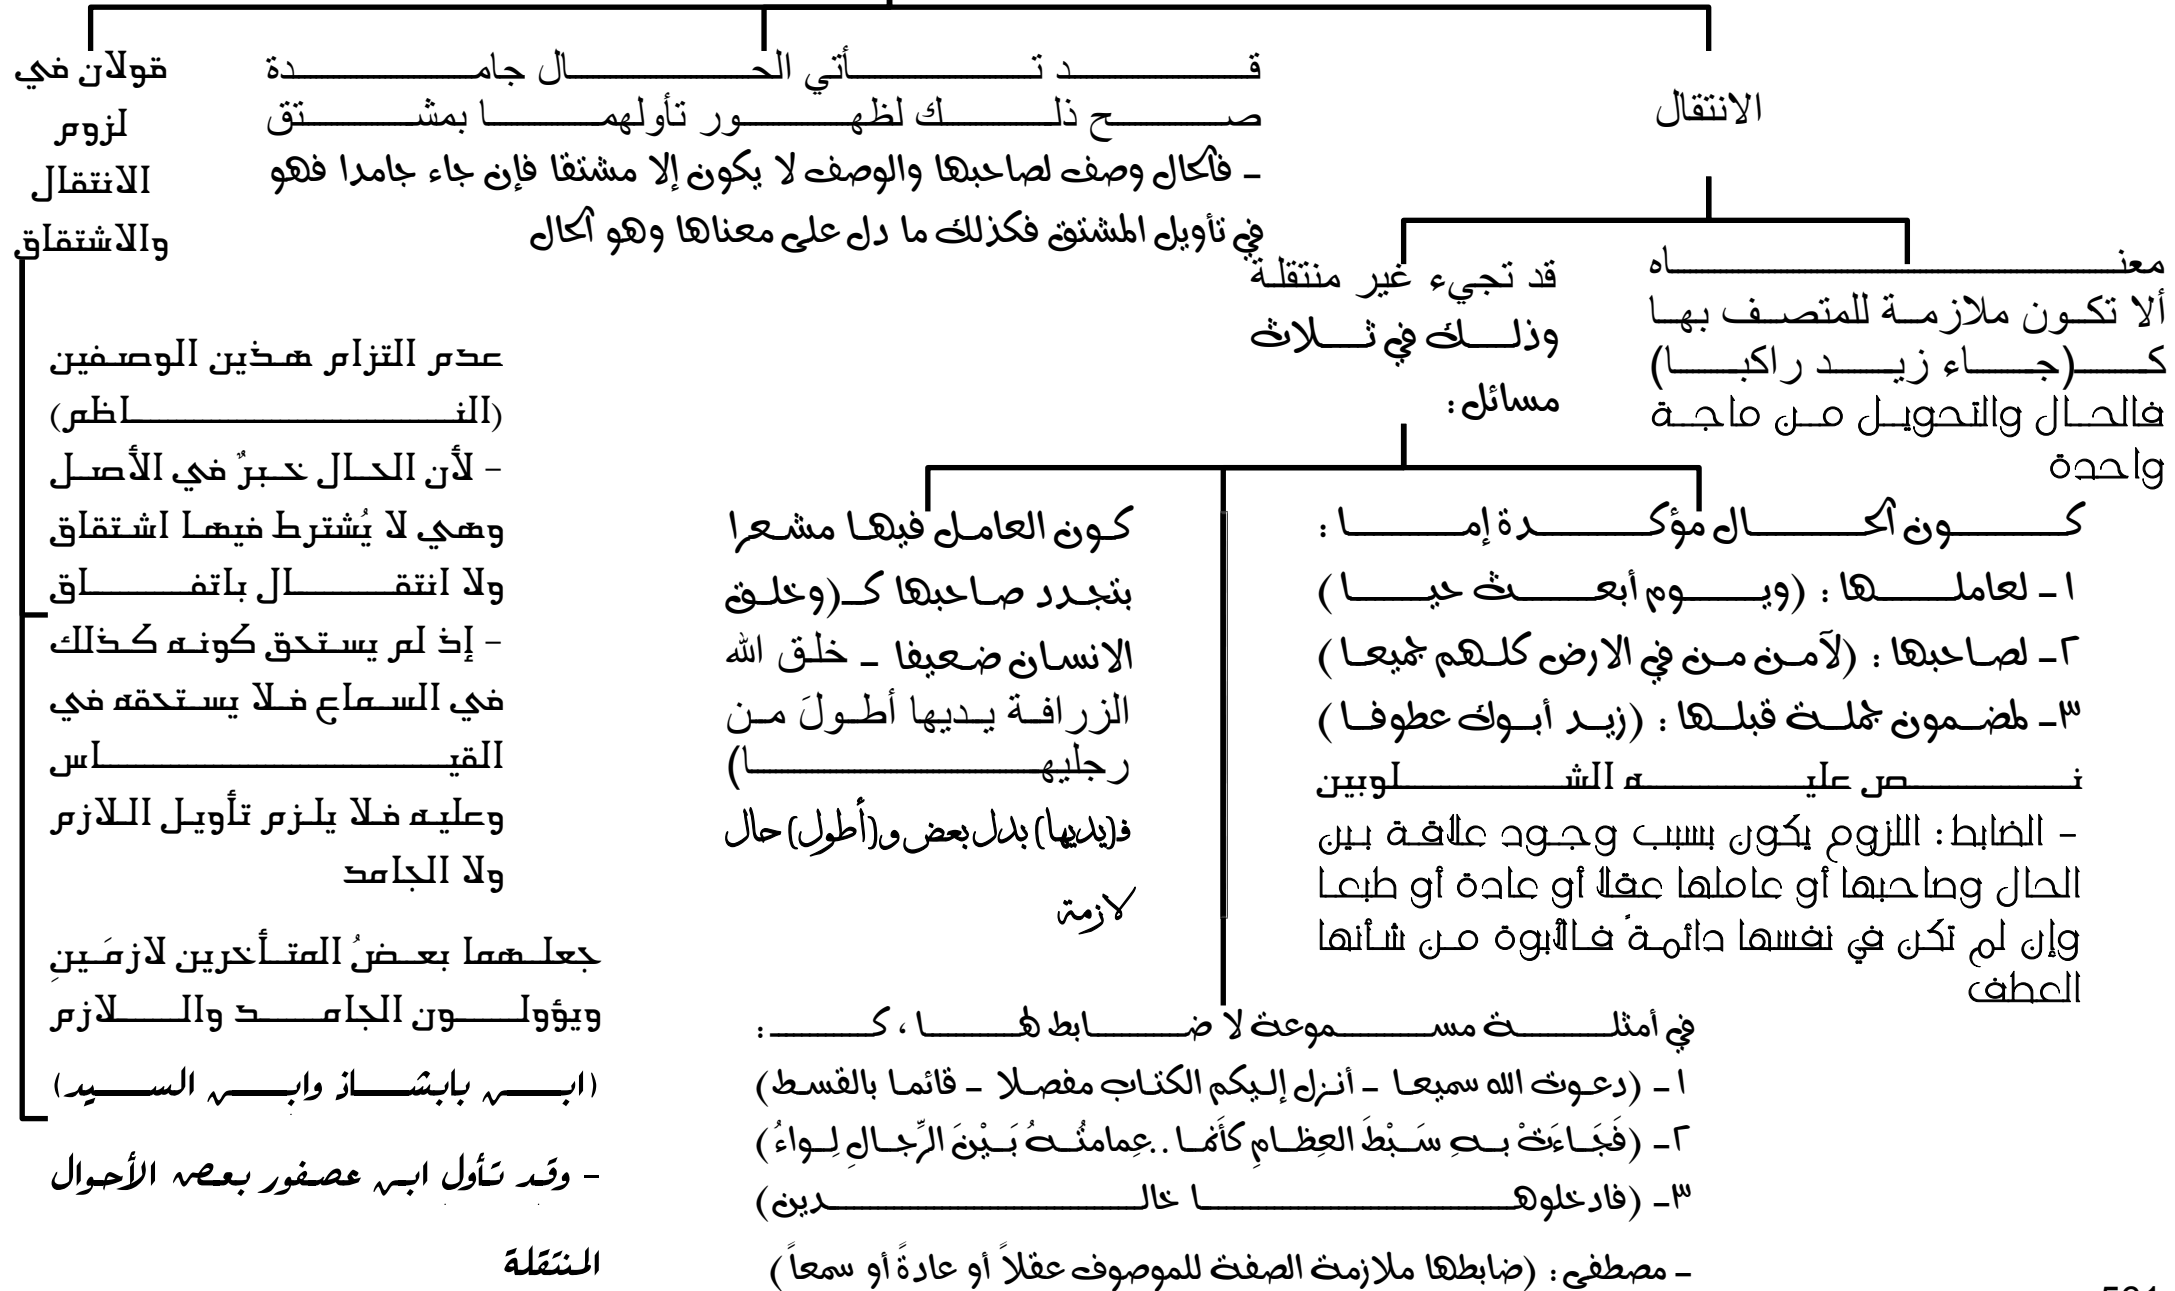 الانتقال
معناه
ألا تكون ملازمة للمتصف بها
كـ(جاء زيد راكبا)
فالحال والتحويل من ماجة
واحدة
قد تجيء غير منتقلة
وذلك في ثلاث
مسائل:
كون الحال مؤكدة إما :
١- لعاملها : (ويوم أبعث حيا)
٢- لصاحبها : (لآمن من في الارض كلهم جميعا)
٣- لمضمون جملة قبلها : (زيد أبوك عطوفا)
نص عليه الشلوبين
- الضابط: اللزوم يكون بسبب وجود علاقة بين
الحال وصاحبها أو عاملها عقلا أو عادة أو طبعا
وإن لم تكن في نفسها دائمةً فالأبوة من شأنها
العطف
في أمثلة مسموعة لا ضابط لها ، كـ :
١- (دعوت الله سميعا - أنزل إليكم الكتاب مفصلا - قائما بالقسط)
٢- (فَجَاءَتْ بهِ سَبْطَ العِظامِ كأَنما ..عِمامتُهُ بَيْنَ الرِّجالِ لِواءُ)
٣- (فادخلوها خالدين)
- مصطفى: (ضابطها ملازمة الصفة للموصوف عقلاً أو عادةً أو سمعاً)
كون العامل فيها مشعرا
بتجدد صاحبها كـ(وخلق
الانسان ضعيفا - خلق الله
الزرافة يديها أطولَ من
رجليها)
فـ(يديها) بدل بعض و(أطول) حال
لازمة
قد تأتي الحال جامدة
صح ذلك لظهور تأولهما بمشتق
- فالحال وصف لصاحبها والوصف لا يكون إلا مشتقا فإن جاء جامدا فهو
في تأويل المشتق فكذلك ما دل على معناها وهو الحال
قولان في
لزوم
الانتقال
والاشتقاق
عدم التزام هذين الوصفين
(الناظم)
- لأن الحال خبرٌ في الأصل
وهي لا يُشترط فيها اشتقاق
ولا انتقال باتفاق
- إذ لم يستحق كونه كذلك
في السماع فلا يستحقه في
القياس
وعليه فلا يلزم تأويل اللازم
ولا الجامد
جعلهما بعضُ المتأخرين لازمَينِ
ويؤولون الجامد واللازم
(ابن بابشاذ وابن السيد)
- وقد تأول ابن عصفور بعض الأحوال
المنتقلة